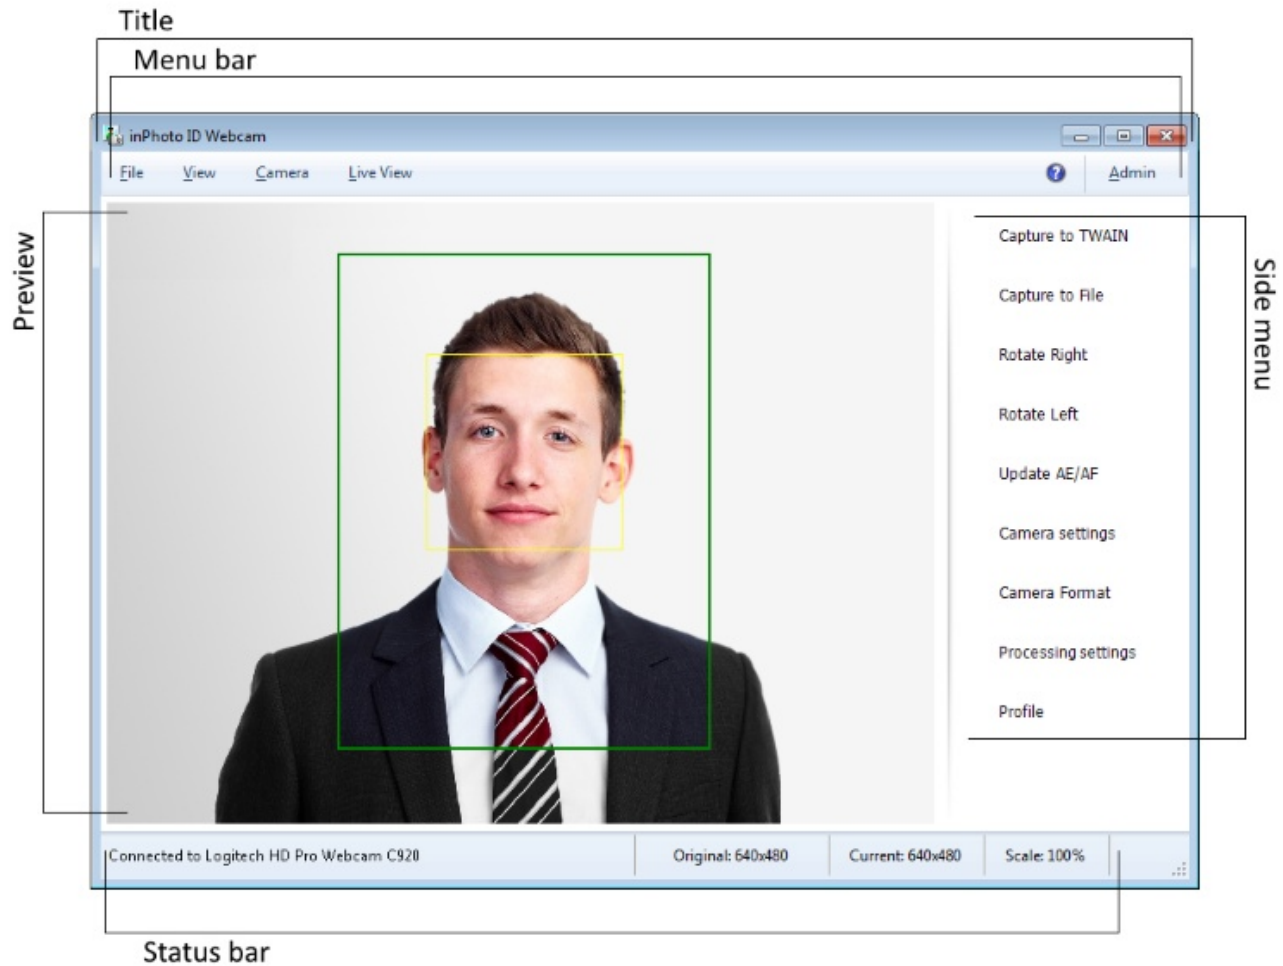 Title
Menu bar
inPhoto ID Webcam
File View Camera Live View ? Admin
Preview
Capture to TWAIN
Capture to File
Rotate Right
Rotate Left
Update AE/AF
Camera settings
Camera Format
Processing settings
Profile
Side menu
Connected to Logitech HD Pro Webcam C920 Original: 640x480 Current: 640x480 Scale: 100%
Status bar